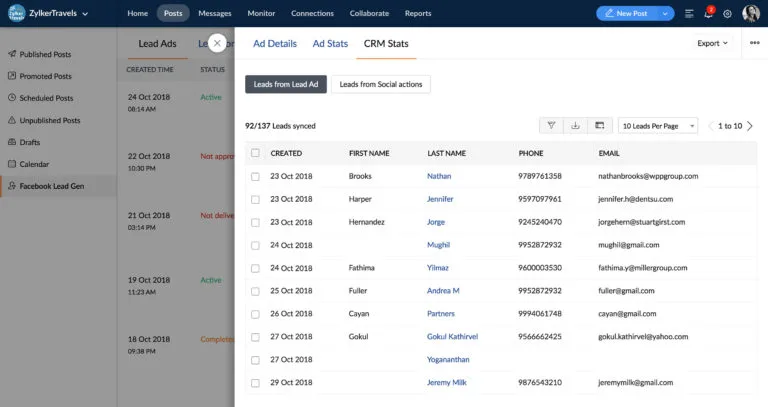 ZylkerTravels Home Posts Messages Monitor Connections Collaborate Reports New Post 2
Published Posts
Promoted Posts
Scheduled Posts
Unpublished Posts
Drafts
Calendar
Facebook Lead Gen
Lead Ads
CREATED TIME STATUS
24 Oct 2018 Active
08:14 AM
22 Oct 2018 Not appro
10:30 PM
21 Oct 2018 Not delive
03:14 PM
19 Oct 2018 Active
11:23 AM
18 Oct 2018 Complete
09:38 PM
Ad Details Ad Stats CRM Stats Export
Leads from Lead Ad Leads from Social actions
92/137 Leads synced 10 Leads Per Page 1 to 10
CREATED FIRST NAME LAST NAME PHONE EMAIL
23 Oct 2018 Brooks Nathan 9789761358 nathanbrooks@wppgroup.com
23 Oct 2018 Harper Jennifer 9597097961 jennifer.h@dentsu.com
23 Oct 2018 Hernandez Jorge 9245240470 jorgehern@stuartgirst.com
24 Oct 2018 Mughil 9952872932 mughil@gmail.com
24 Oct 2018 Fathima Yilmaz 9600003530 fathima.y@millergroup.com
25 Oct 2018 Fuller Andrea M 9952872932 fuller@gmail.com
26 Oct 2018 Cayan Partners 9994061748 cayan@gmail.com
27 Oct 2018 Gokul Gokul Kathirvel 9566662425 gokul.kathirvel@yahoo.com
27 Oct 2018 Yogananthan
29 Oct 2018 Jeremy Milk 9876543210 jeremymilk@gmail.com